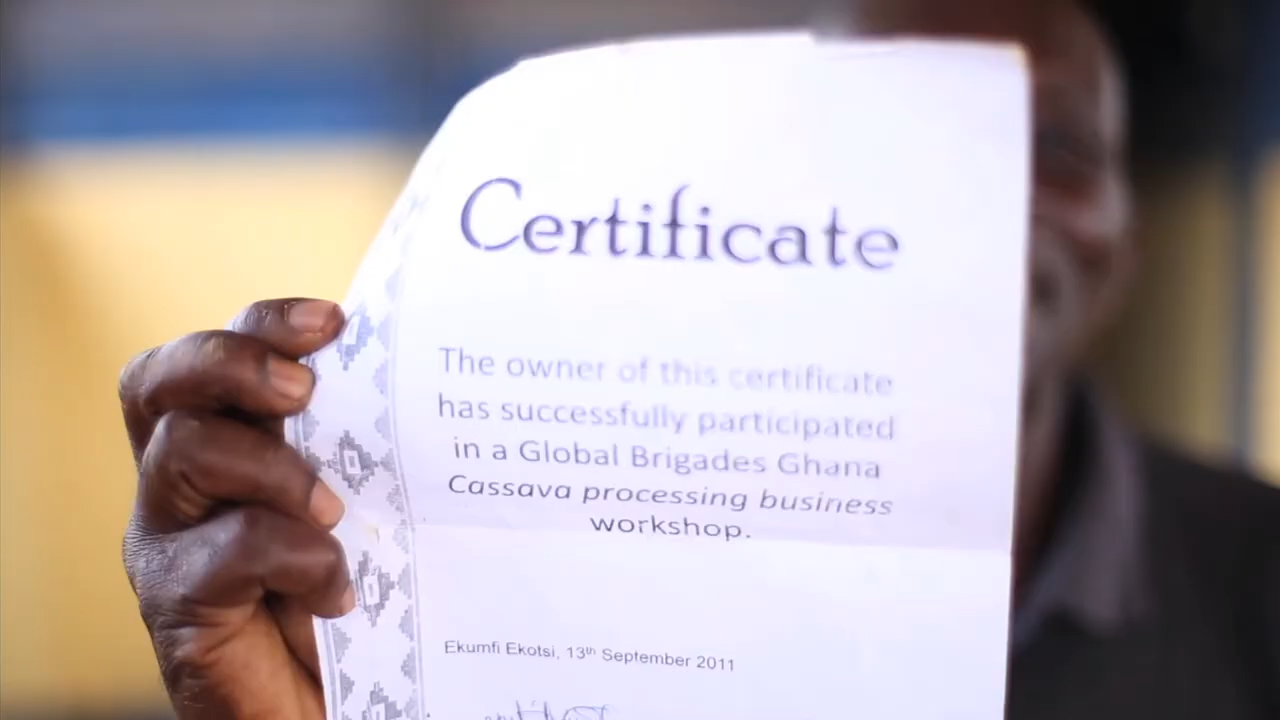 Certificate
The owner of this certificate
has successfully participated
in a Global Brigades Ghana
Cassava processing business
workshop.
Ekumfi Ekotsi, 13th September 2011